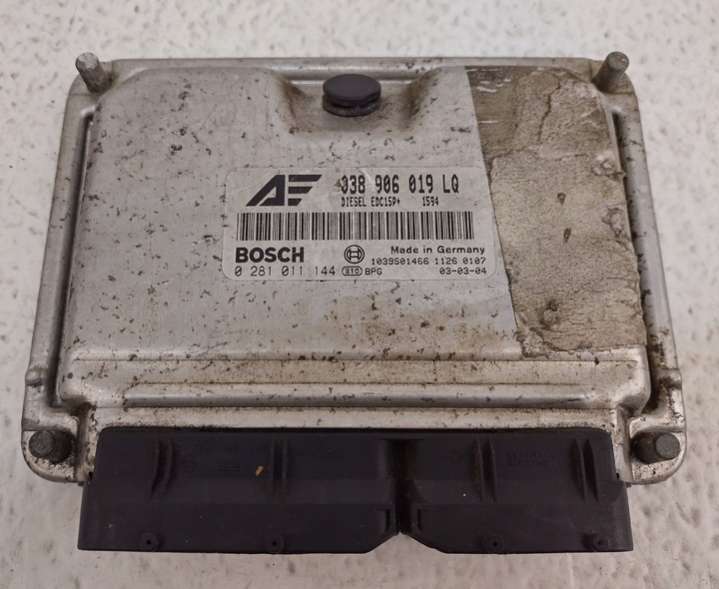 AF 038 906 019 LQ
DIESEL EDC15P+ 1594
BOSCH Made in Germany
1039S01466 1126 0107
0 281 011 144 BPG 03-03-04